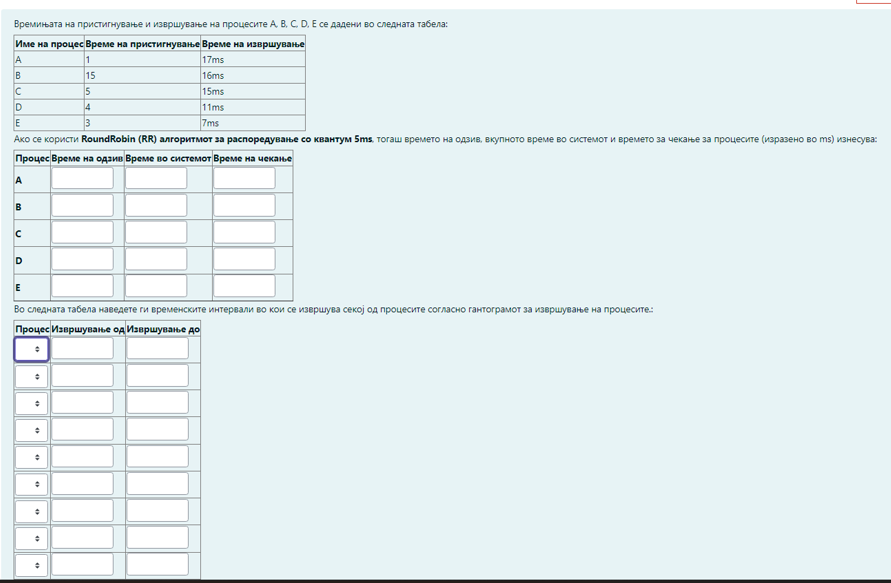 Времињата на пристигнување и извршување на процесите A, B, C, D, E се дадени во следната табела:
Име на процес Време на пристигнување Време на извршување
A 1 17ms
B 15 16ms
C 5 15ms
D 4 11ms
E 3 7ms
Ако се користи RoundRobin (RR) алгоритмот за распоредување со квантум 5ms, тогаш времето на одзив, вкупното време во системот и времето за чекање за процесите (изразено во ms) изнесува:
Процес Време на одзив Време во системот Време на чекање
A
B
C
D
E
Во следната табела наведете ги временските интервали во кои се извршува секој од процесите согласно гантограмот за извршување на процесите.:
Процес Извршување од Извршување до